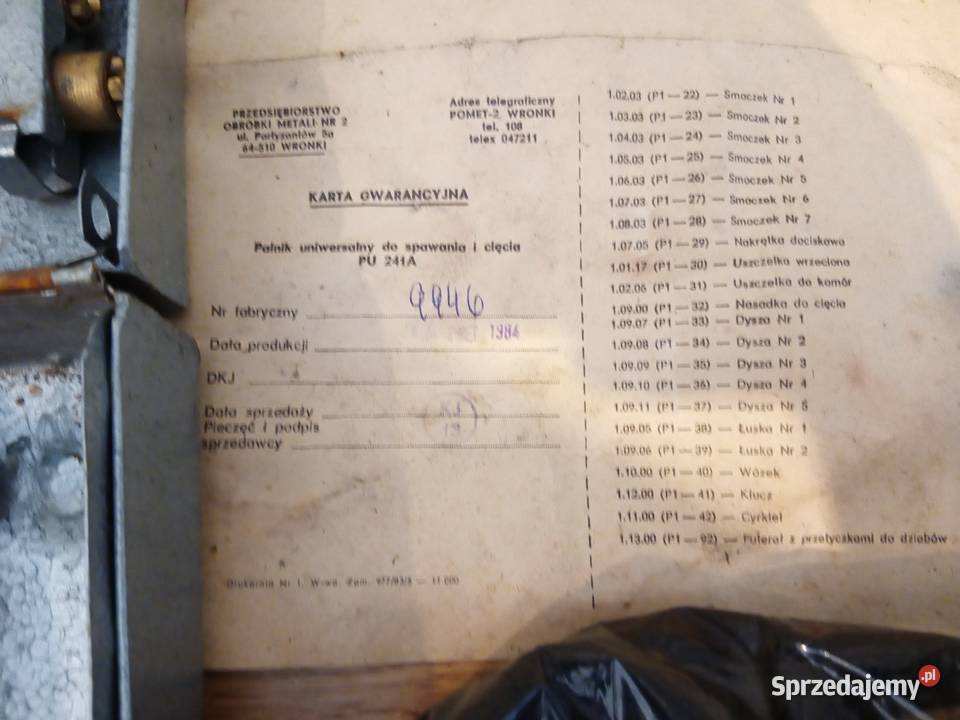 PRZEDSIĘBIORSTWO
OBRÓBKI METALI NR 2
ul. Partyzantów 5a
64-510 WRONKI
Adres telegraficzny
POMET-2 WRONKI
tel. 108
telex 047211
KARTA GWARANCYJNA
Palnik uniwersalny do spawania i cięcia
PU 241A
Nr fabryczny 9946
Data produkcji 1984
DKJ
Data sprzedaży
Pieczęć i podpis
sprzedawcy
KJ
Drukarnia Nr 1, W-wa Zam. 977/83/S — 11.000
1.02.03 (P1—22) — Smoczek Nr 1
1.03.03 (P1—23) — Smoczek Nr 2
1.04.03 (P1—24) — Smoczek Nr 3
1.05.03 (P1—25) — Smoczek Nr 4
1.06.03 (P1—26) — Smoczek Nr 5
1.07.03 (P1—27) — Smoczek Nr 6
1.08.03 (P1—28) — Smoczek Nr 7
1.07.05 (P1—29) — Nakrętka dociskowa
1.01.17 (P1—30) — Uszczelka wrzeciona
1.02.06 (P1—31) — Uszczelka do komór
1.09.00 (P1—32) — Nasadka do cięcia
1.09.07 (P1—33) — Dysza Nr 1
1.09.08 (P1—34) — Dysza Nr 2
1.09.09 (P1—35) — Dysza Nr 3
1.09.10 (P1—36) — Dysza Nr 4
1.09.11 (P1—37) — Dysza Nr 5
1.09.05 (P1—38) — Łuska Nr 1
1.09.06 (P1—39) — Łuska Nr 2
1.10.00 (P1—40) — Wózek
1.12.00 (P1—41) — Klucz
1.11.00 (P1—42) — Cyrkiel
1.13.00 (P1—92) — Futerał z przetyczkami do dziobów
Sprzedajemy.pl